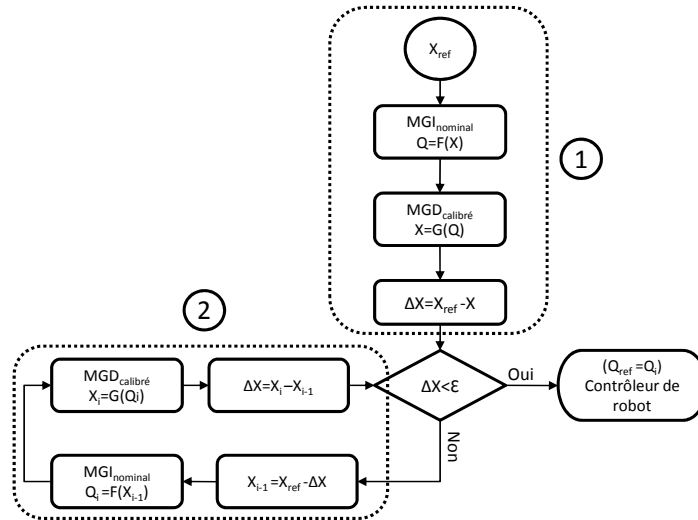 X_ref
MGI_nominal
Q=F(X)
1
MGD_calibré
X=G(Q)
ΔX=X_ref -X
2
MGD_calibré
X_i=G(Qi)
ΔX=X_i–X_i-1
ΔX<Ɛ
Oui
(Q_ref =Q_i)
Contrôleur de
robot
Non
MGI_nominal
Q_i=F(X_i-1)
X_i-1=X_ref -ΔX